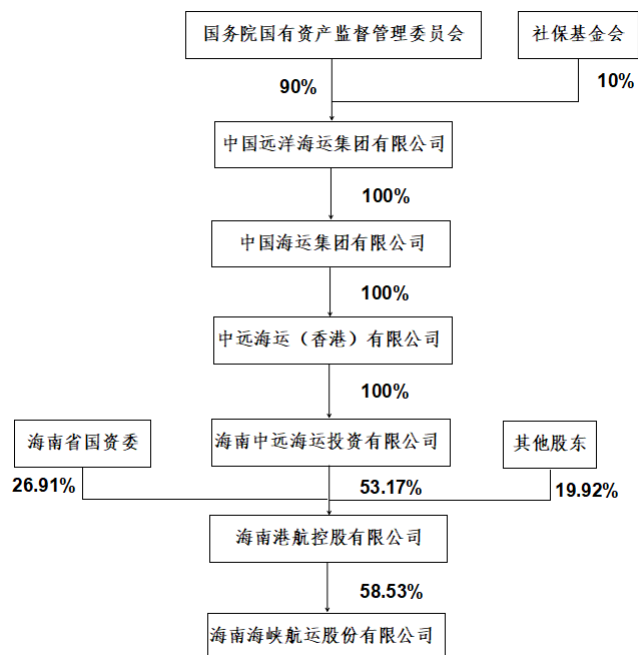 国务院国有资产监督管理委员会
社保基金会
90%
10%
中国远洋海运集团有限公司
100%
中国海运集团有限公司
100%
中远海运（香港）有限公司
100%
海南省国资委
海南中远海运投资有限公司
其他股东
26.91%
53.17%
19.92%
海南港航控股有限公司
58.53%
海南海峡航运股份有限公司